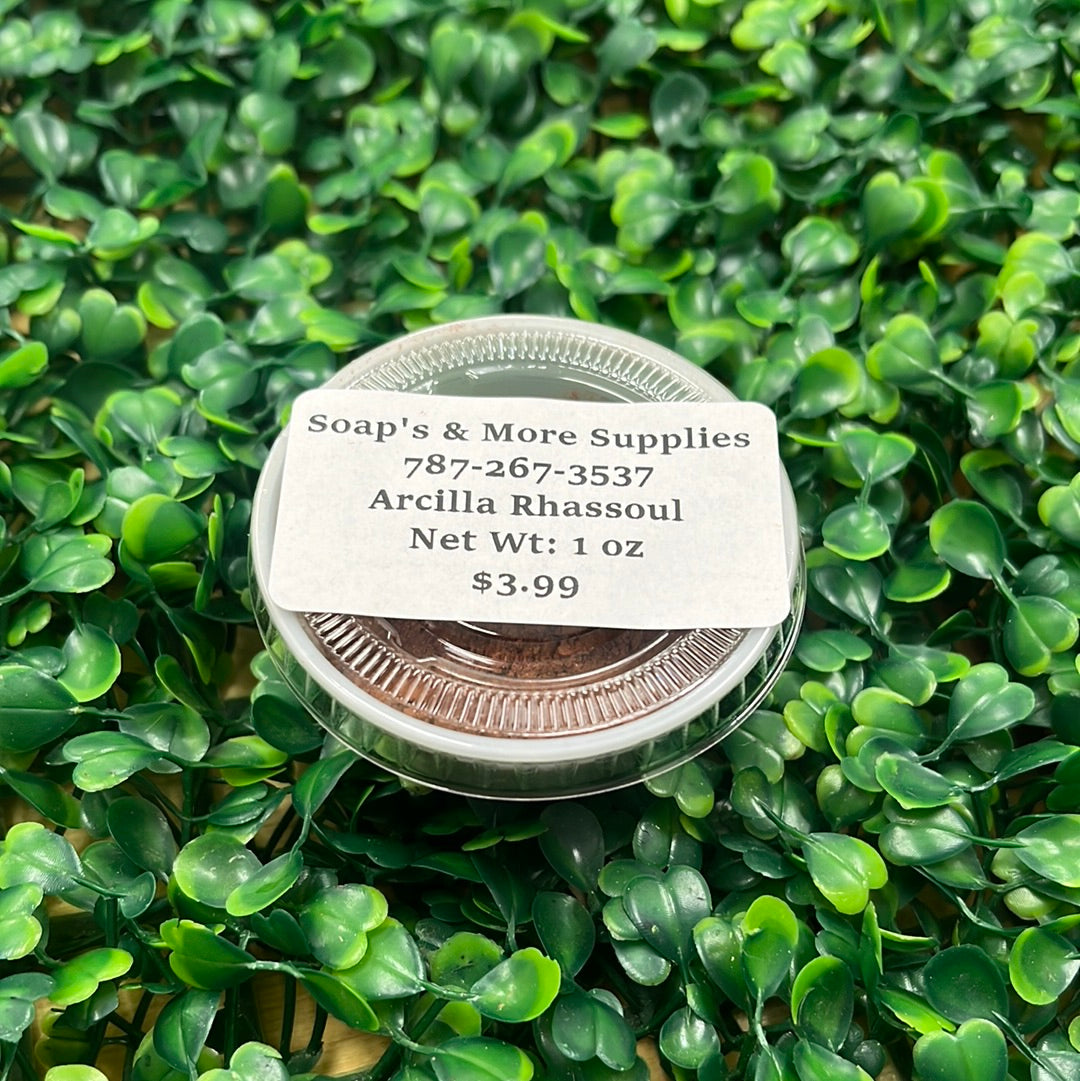 Soap's & More Supplies
787-267-3537
Arcilla Rhassoul
Net Wt: 1 oz
$3.99